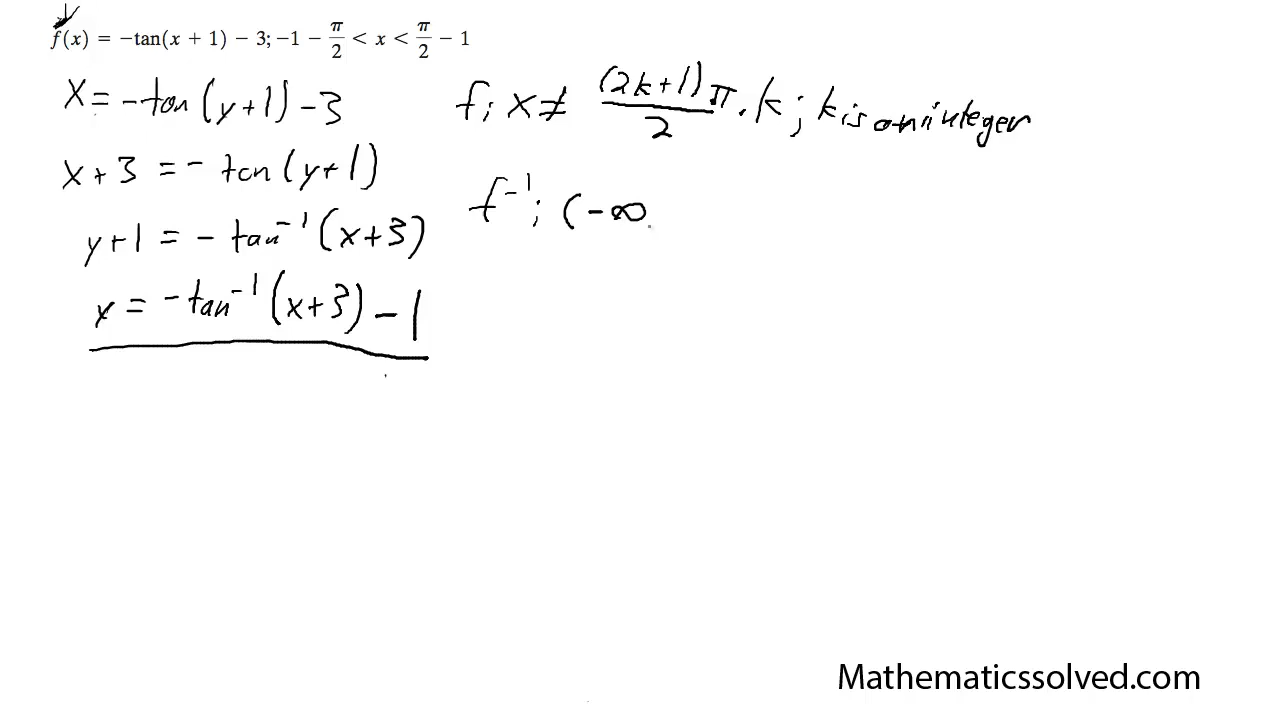 f(x) = −tan(x + 1) − 3; −1 − π/2 < x < π/2 − 1
x = −tan(y+1) − 3
x + 3 = − tan(y+1)
y+1 = − tan⁻¹(x+3)
y = −tan⁻¹(x+3) − 1
f; x ≠ (2k+1)/2 π · k; k is an integer
f⁻¹; (−∞
Mathematicssolved.com